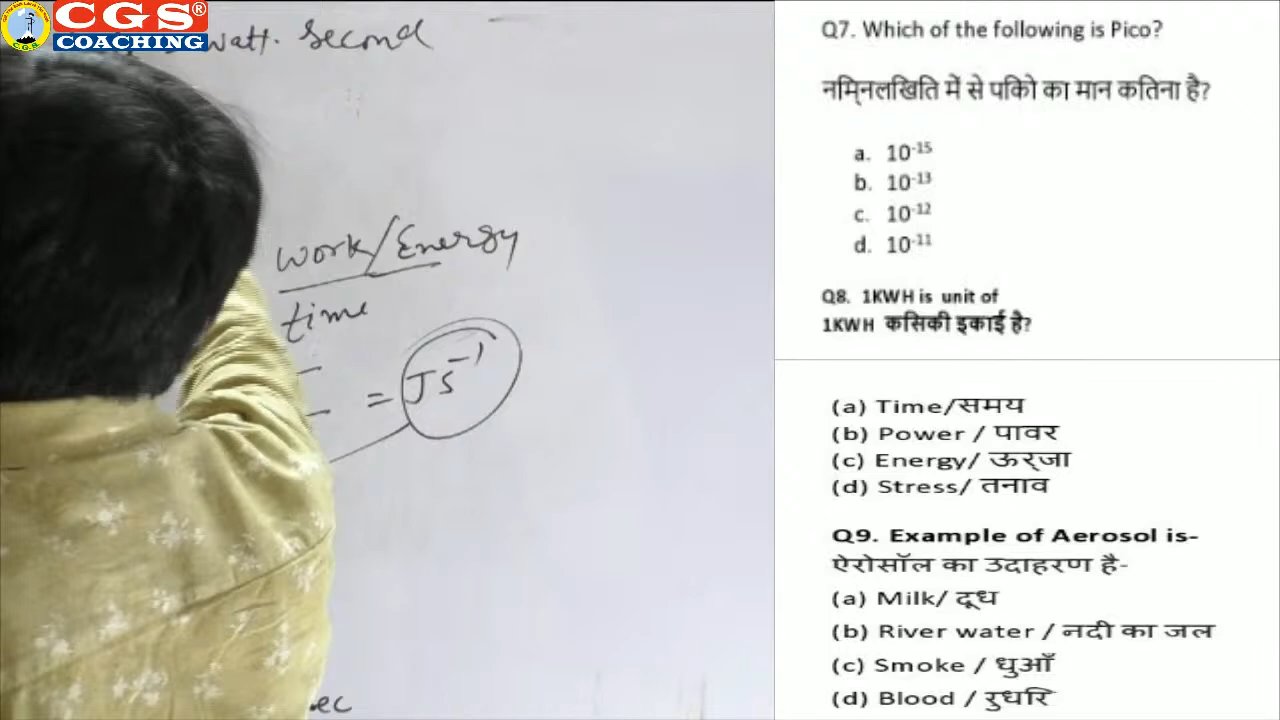 CGS®
COACHING
C.G.S
watt. Second
Work/Energy
time
= JS⁻¹
ec
Q7. Which of the following is Pico?
नमि्नलखिति में से पकिो का मान कतिना है?
a. 10⁻¹⁵
b. 10⁻¹³
c. 10⁻¹²
d. 10⁻¹¹
Q8. 1KWH is unit of
1KWH कसिकी इकाई है?
(a) Time/समय
(b) Power / पावर
(c) Energy/ ऊर्जा
(d) Stress/ तनाव
Q9. Example of Aerosol is-
ऐरोसॉल का उदाहरण है-
(a) Milk/ दूध
(b) River water / नदी का जल
(c) Smoke / धुआँ
(d) Blood / रुधरि